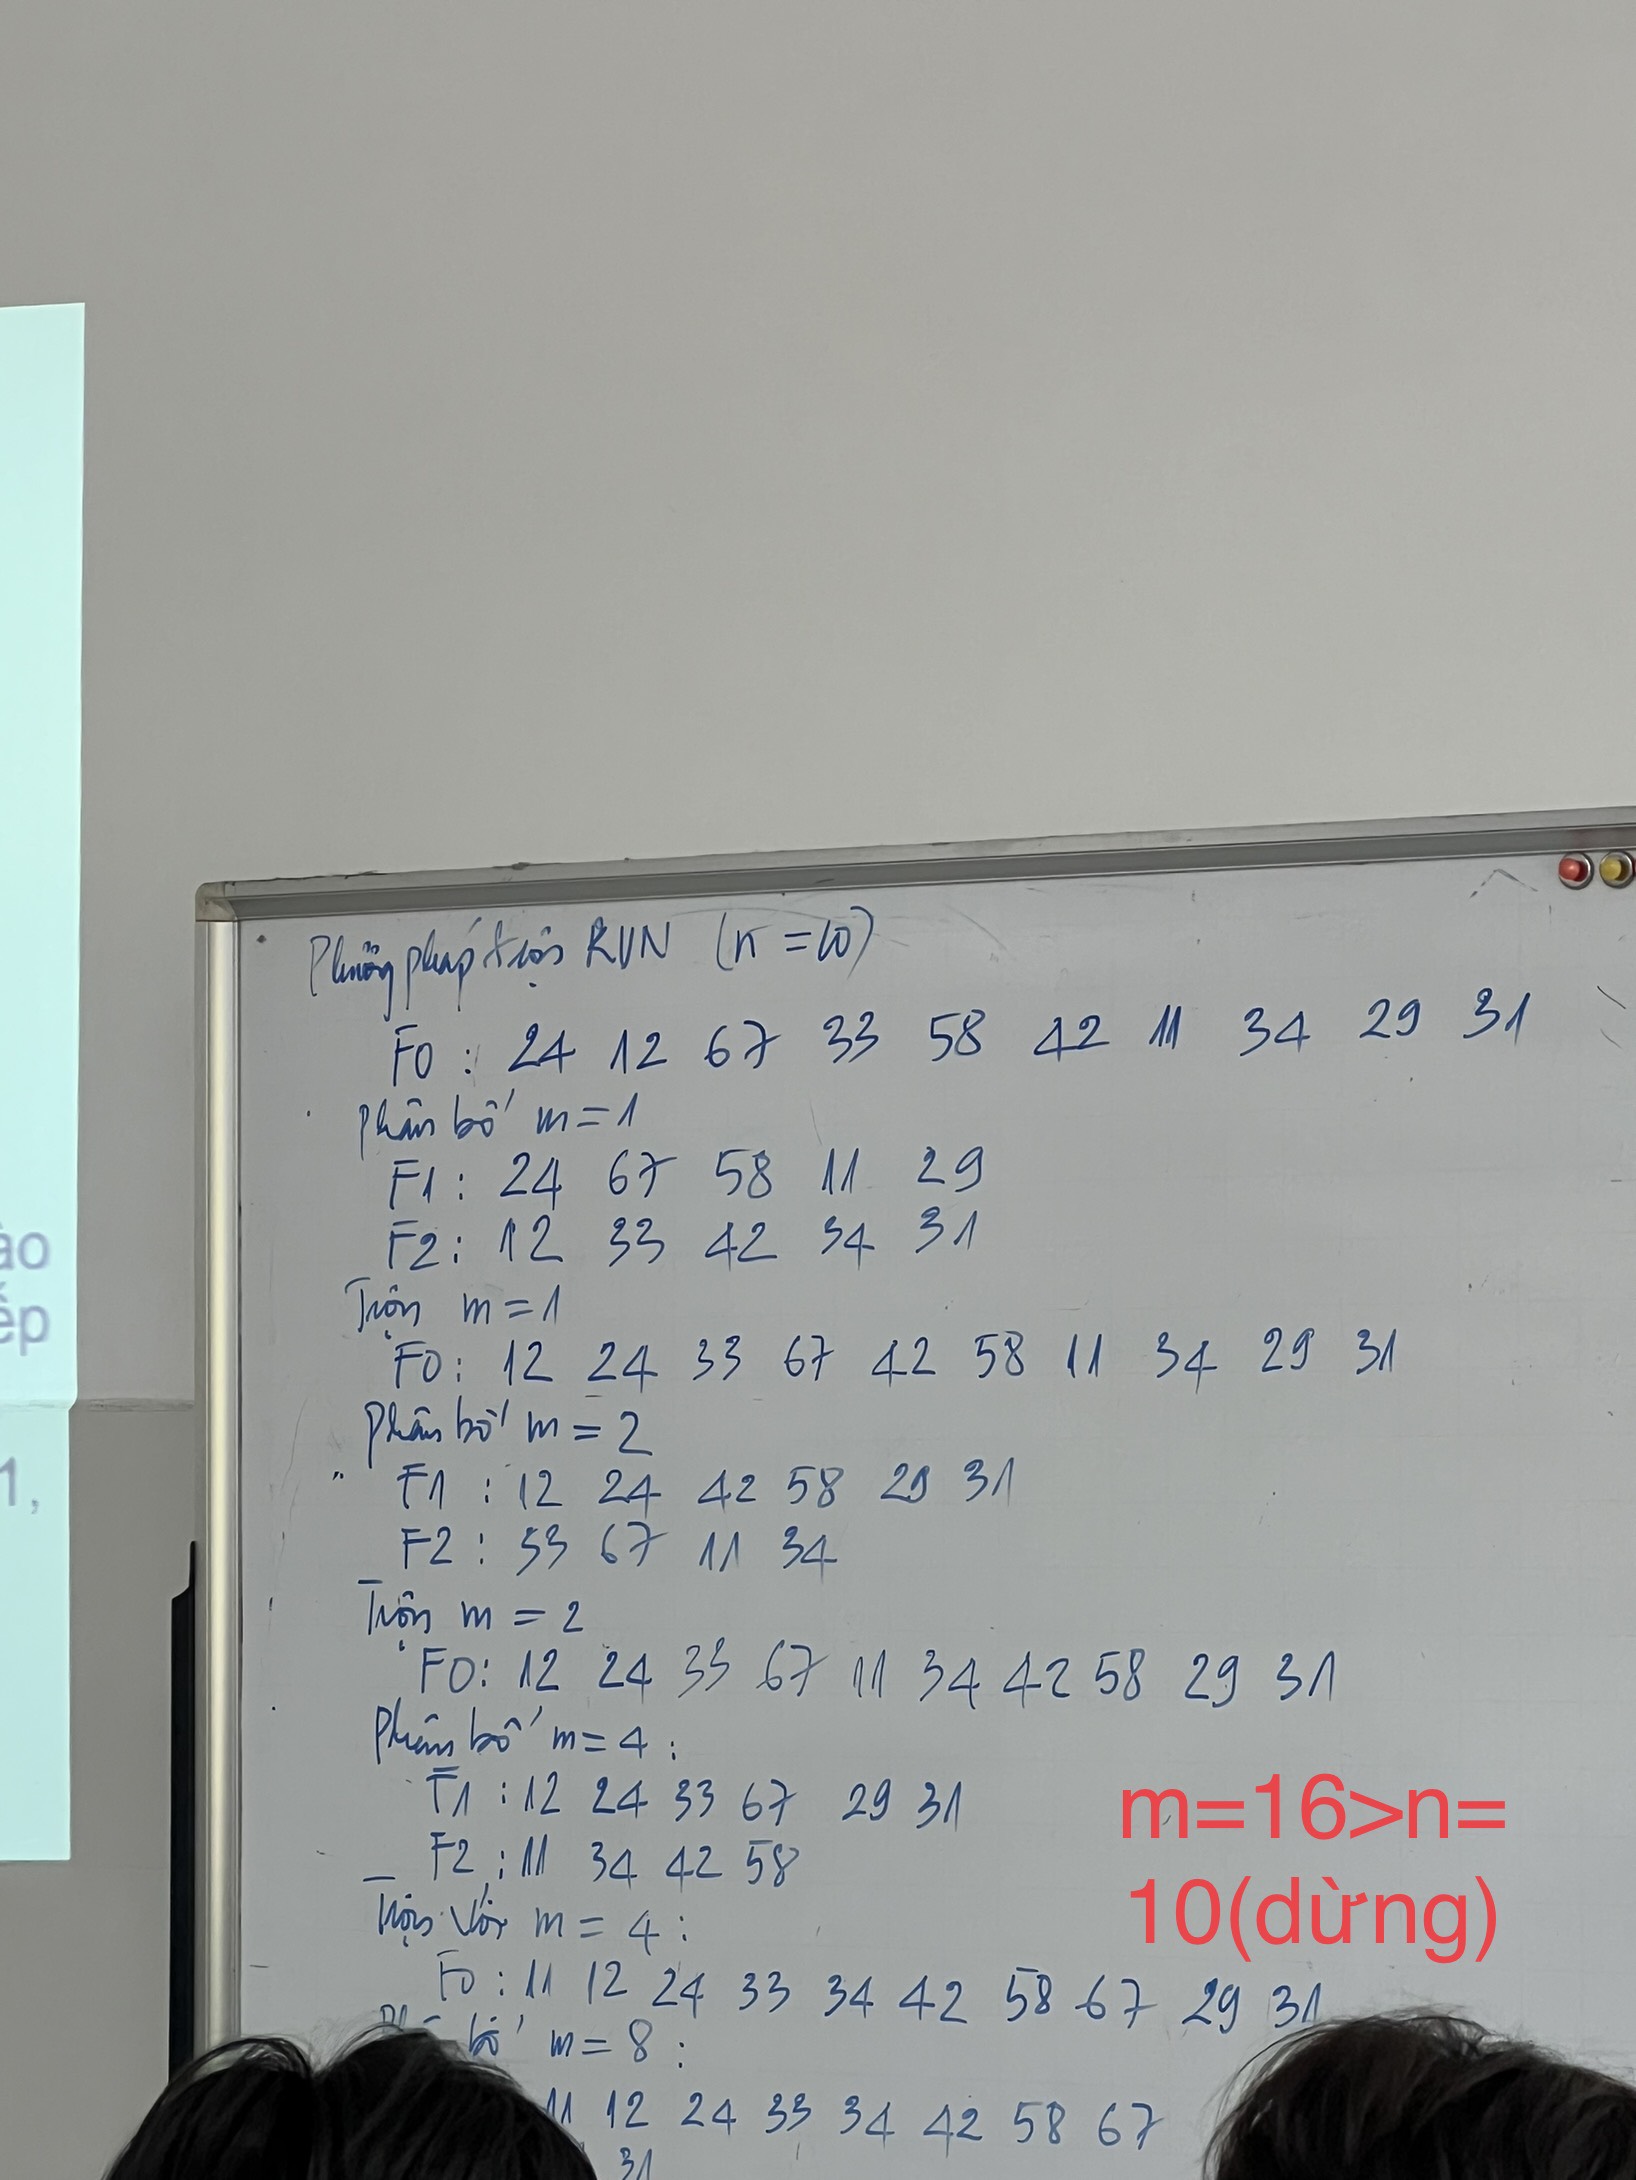 ào
ếp
1,
Phương pháp trộn RUN (n = 10)
F0 : 24 12 67 33 58 42 11 34 29 31
Phân bố m = 1
F1 : 24 67 58 11 29
F2 : 12 33 42 34 31
Trộn m = 1
F0 : 12 24 33 67 42 58 11 34 29 31
Phân bố m = 2
F1 : 12 24 42 58 29 31
F2 : 33 67 11 34
Trộn m = 2
F0 : 12 24 33 67 11 34 42 58 29 31
Phân bố m = 4 :
F1 : 12 24 33 67 29 31
F2 : 11 34 42 58
Trộn với m = 4 :
F0 : 11 12 24 33 34 42 58 67 29 31
bố m = 8 :
11 12 24 33 34 42 58 67
31
m=16>n=
10(dừng)